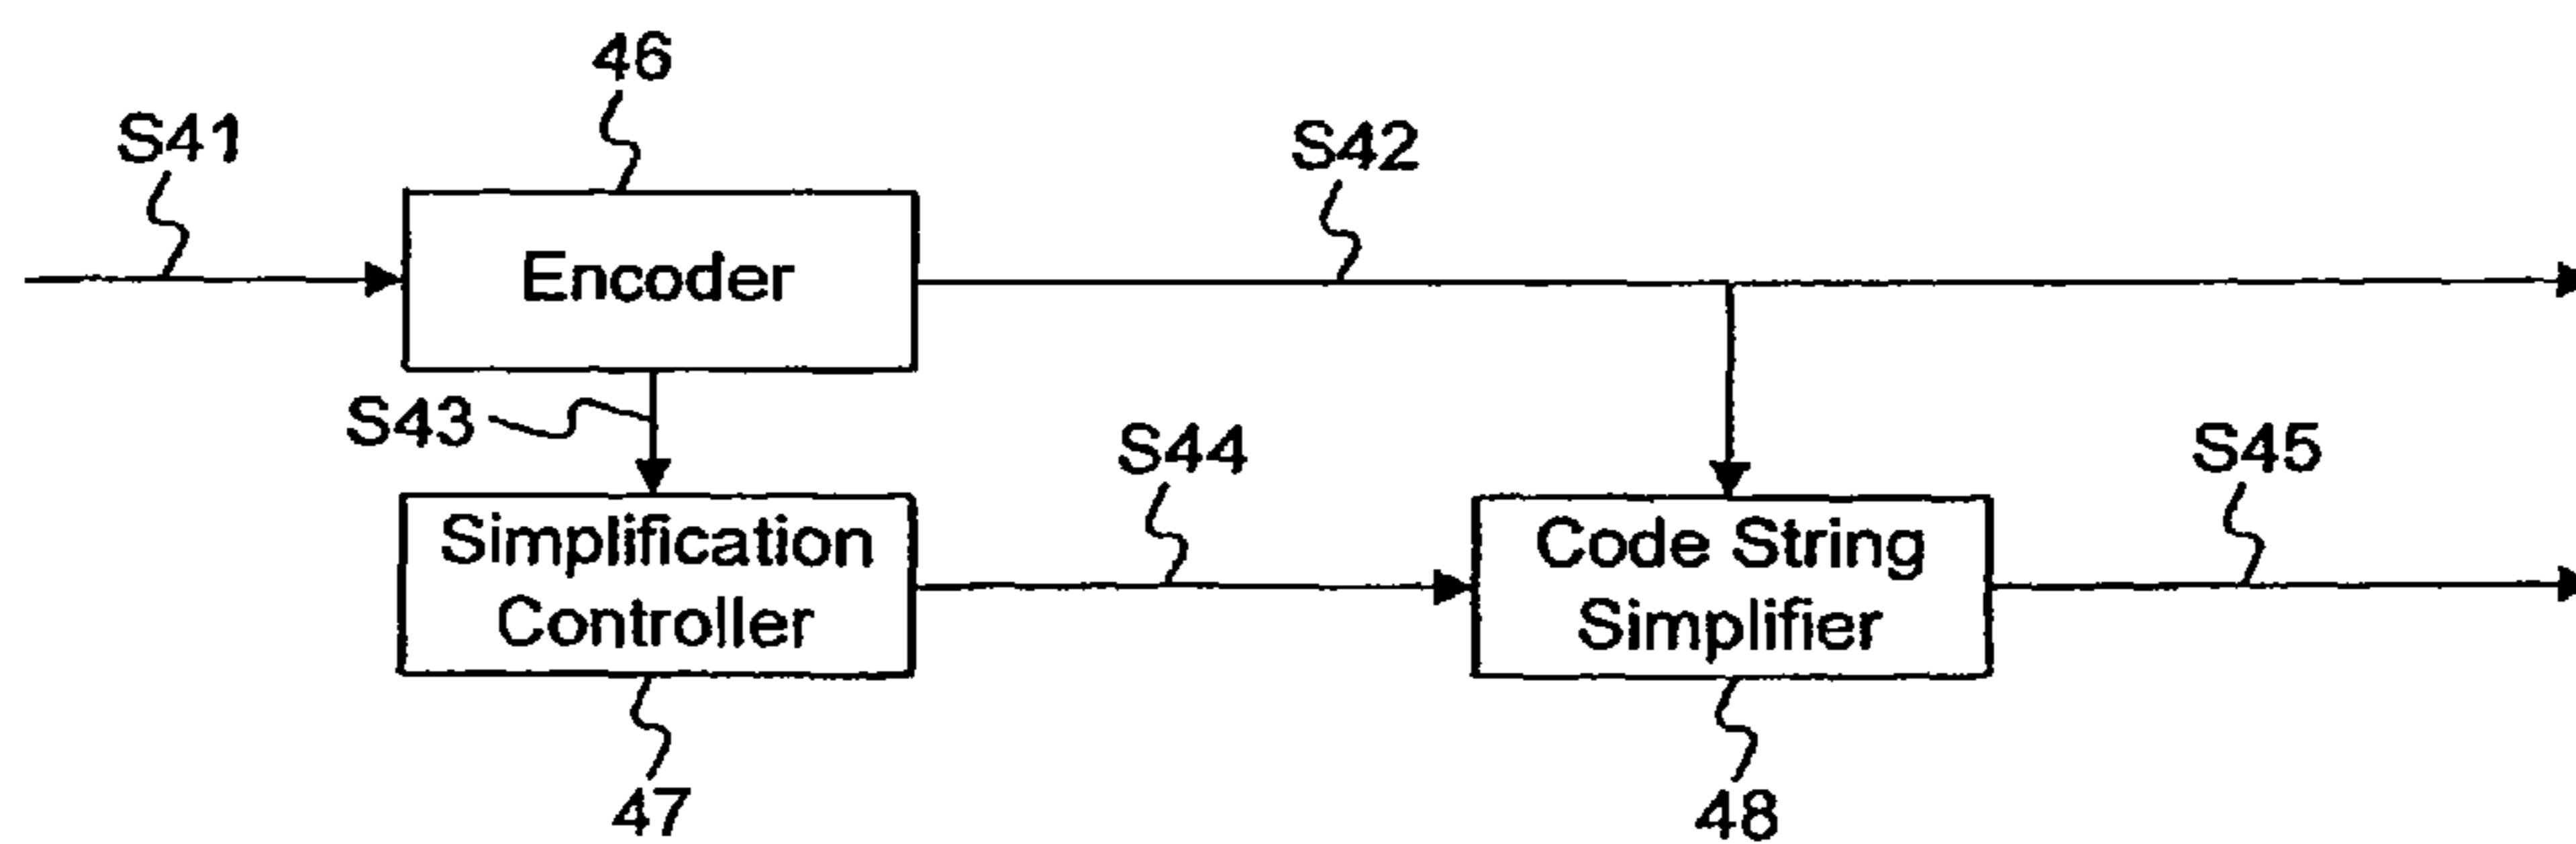 46
S41
S42
Encoder
S43
S44
S45
Simplification
Controller
Code String
Simplifier
47
48